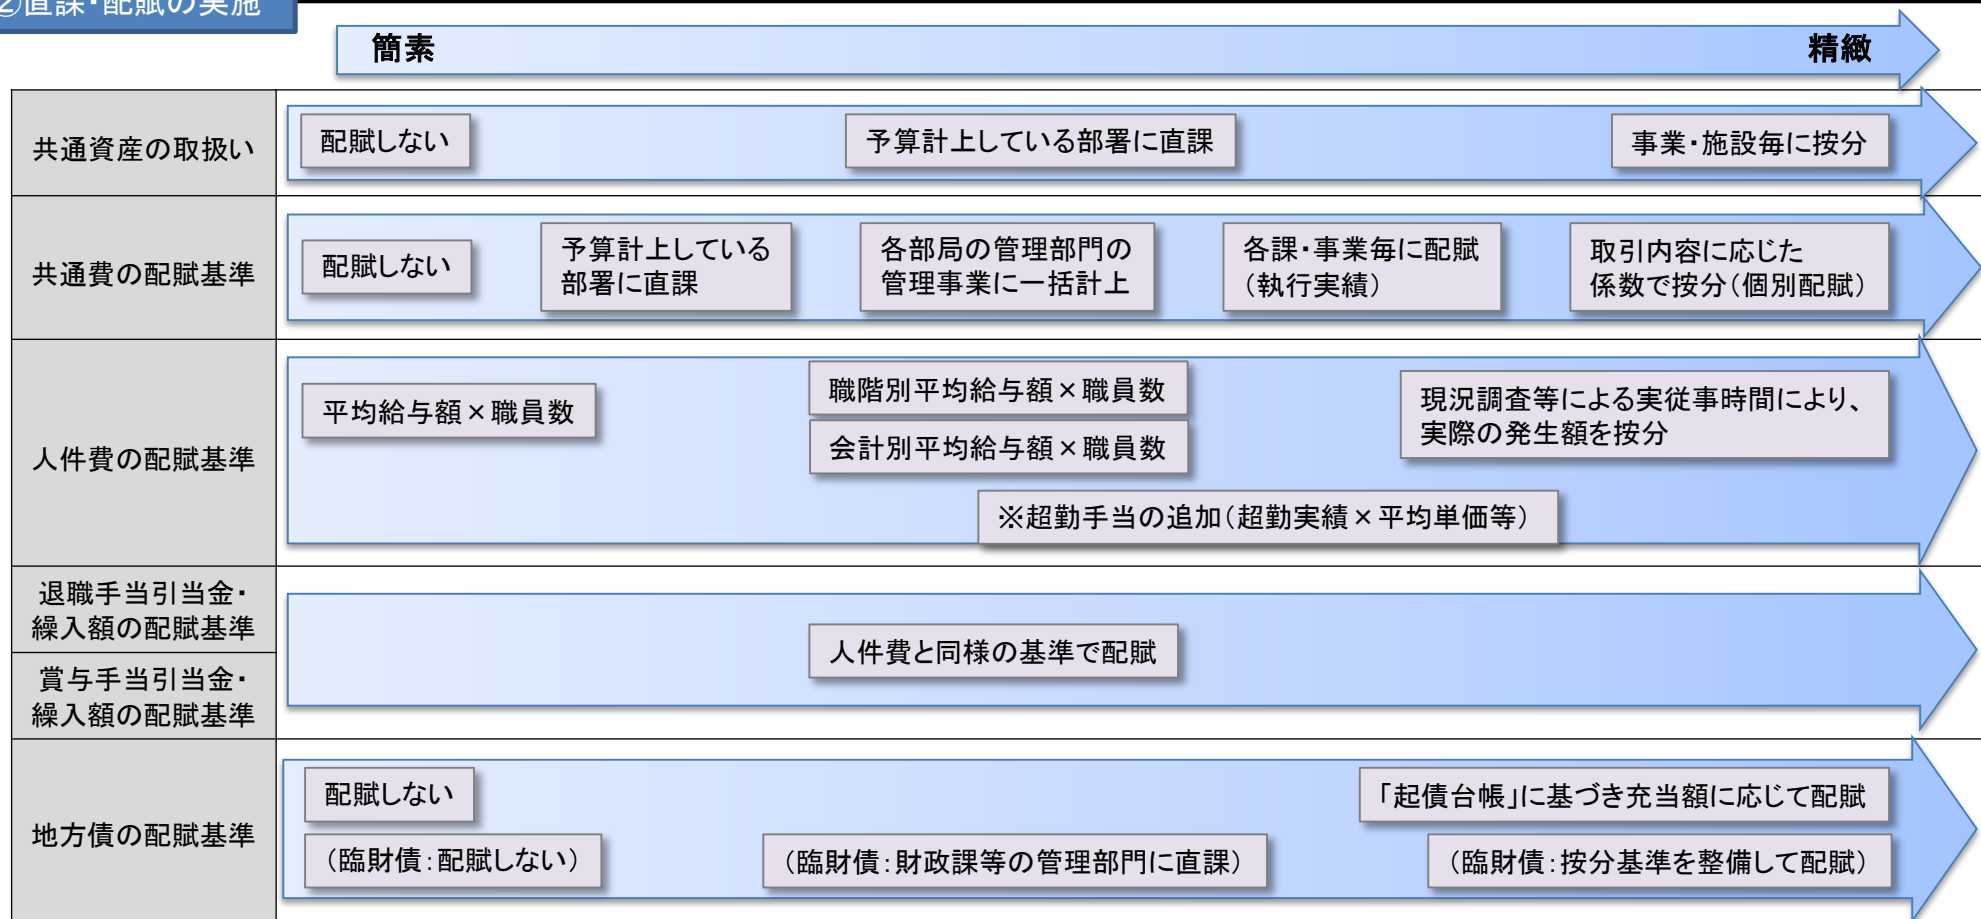 ②直課・配賦の実施
簡素
精緻
共通資産の取扱い
配賦しない
予算計上している部署に直課
事業・施設毎に按分
共通費の配賦基準
配賦しない
予算計上している
部署に直課
各部局の管理部門の
管理事業に一括計上
各課・事業毎に配賦
（執行実績）
取引内容に応じた
係数で按分（個別配賦）
人件費の配賦基準
平均給与額×職員数
職階別平均給与額×職員数
会計別平均給与額×職員数
現況調査等による実従事時間により、
実際の発生額を按分
※超勤手当の追加（超勤実績×平均単価等）
退職手当引当金・
繰入額の配賦基準
賞与手当引当金・
繰入額の配賦基準
人件費と同様の基準で配賦
地方債の配賦基準
配賦しない
「起債台帳」に基づき充当額に応じて配賦
（臨財債：配賦しない）
（臨財債：財政課等の管理部門に直課）
（臨財債：按分基準を整備して配賦）